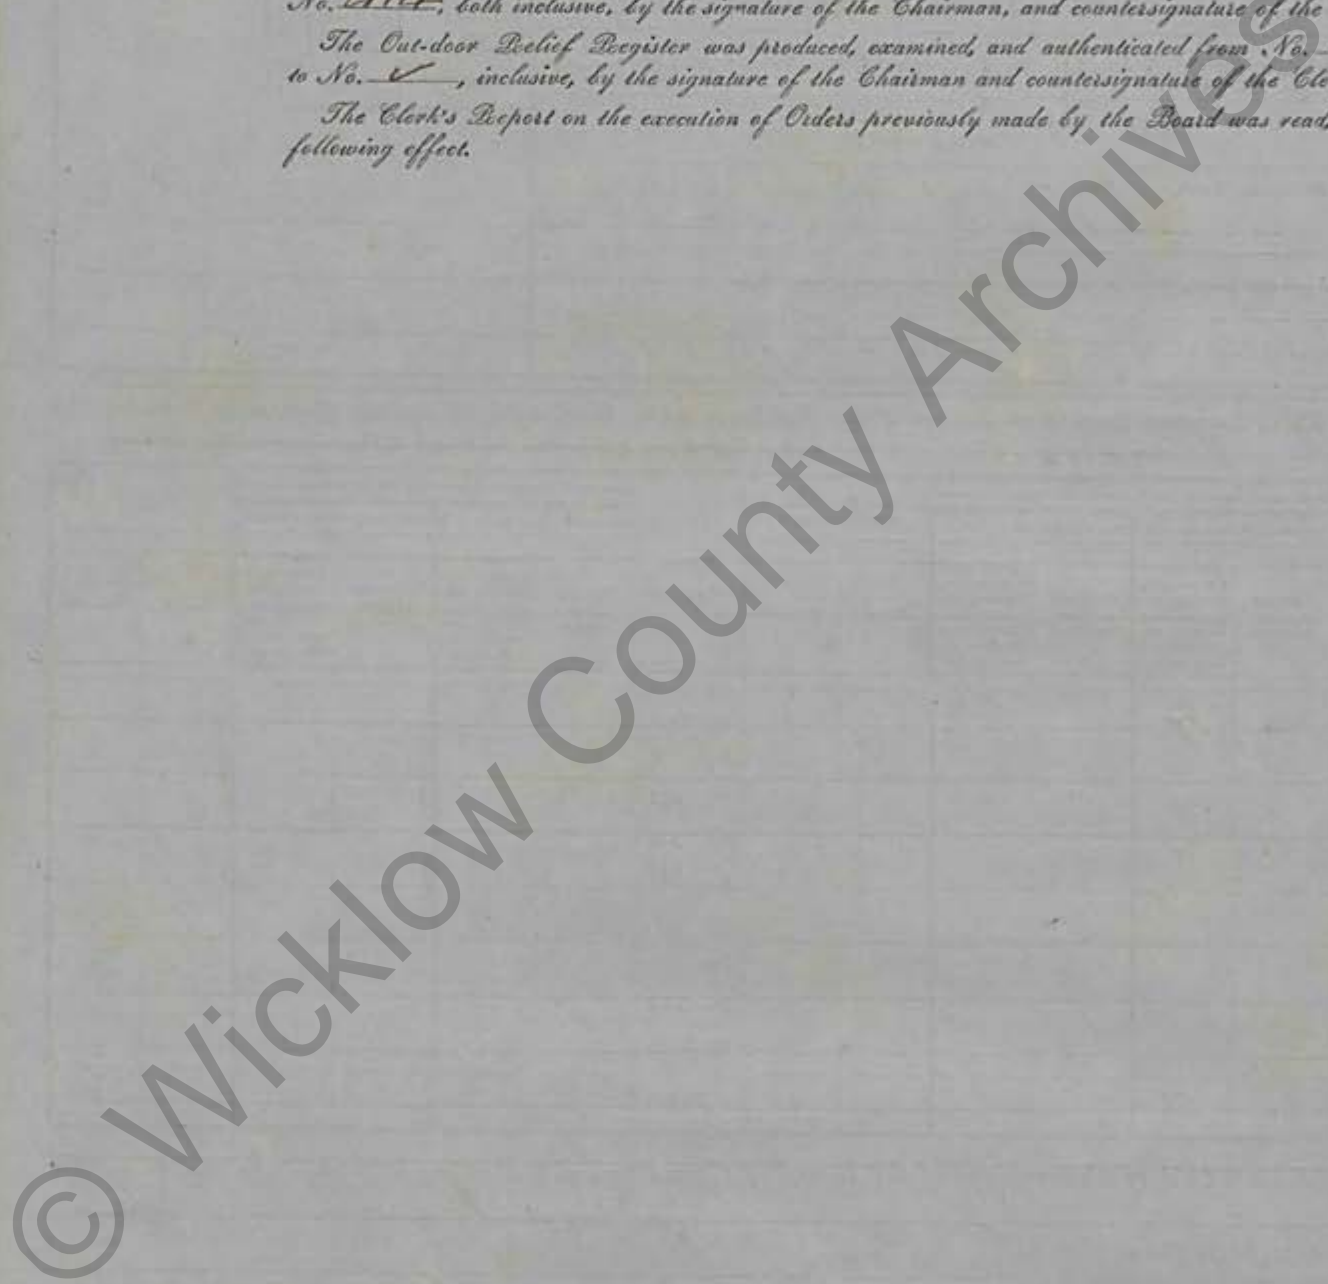 No. , both inclusive, by the signature of the Chairman, and countersignature of the
The Out-door Relief Register was produced, examined, and authenticated from No.
to No. ✓, inclusive, by the signature of the Chairman and countersignature of the Cle
The Clerk's Report on the execution of Orders previously made by the Board was read,
following effect.
© Wicklow County Archives